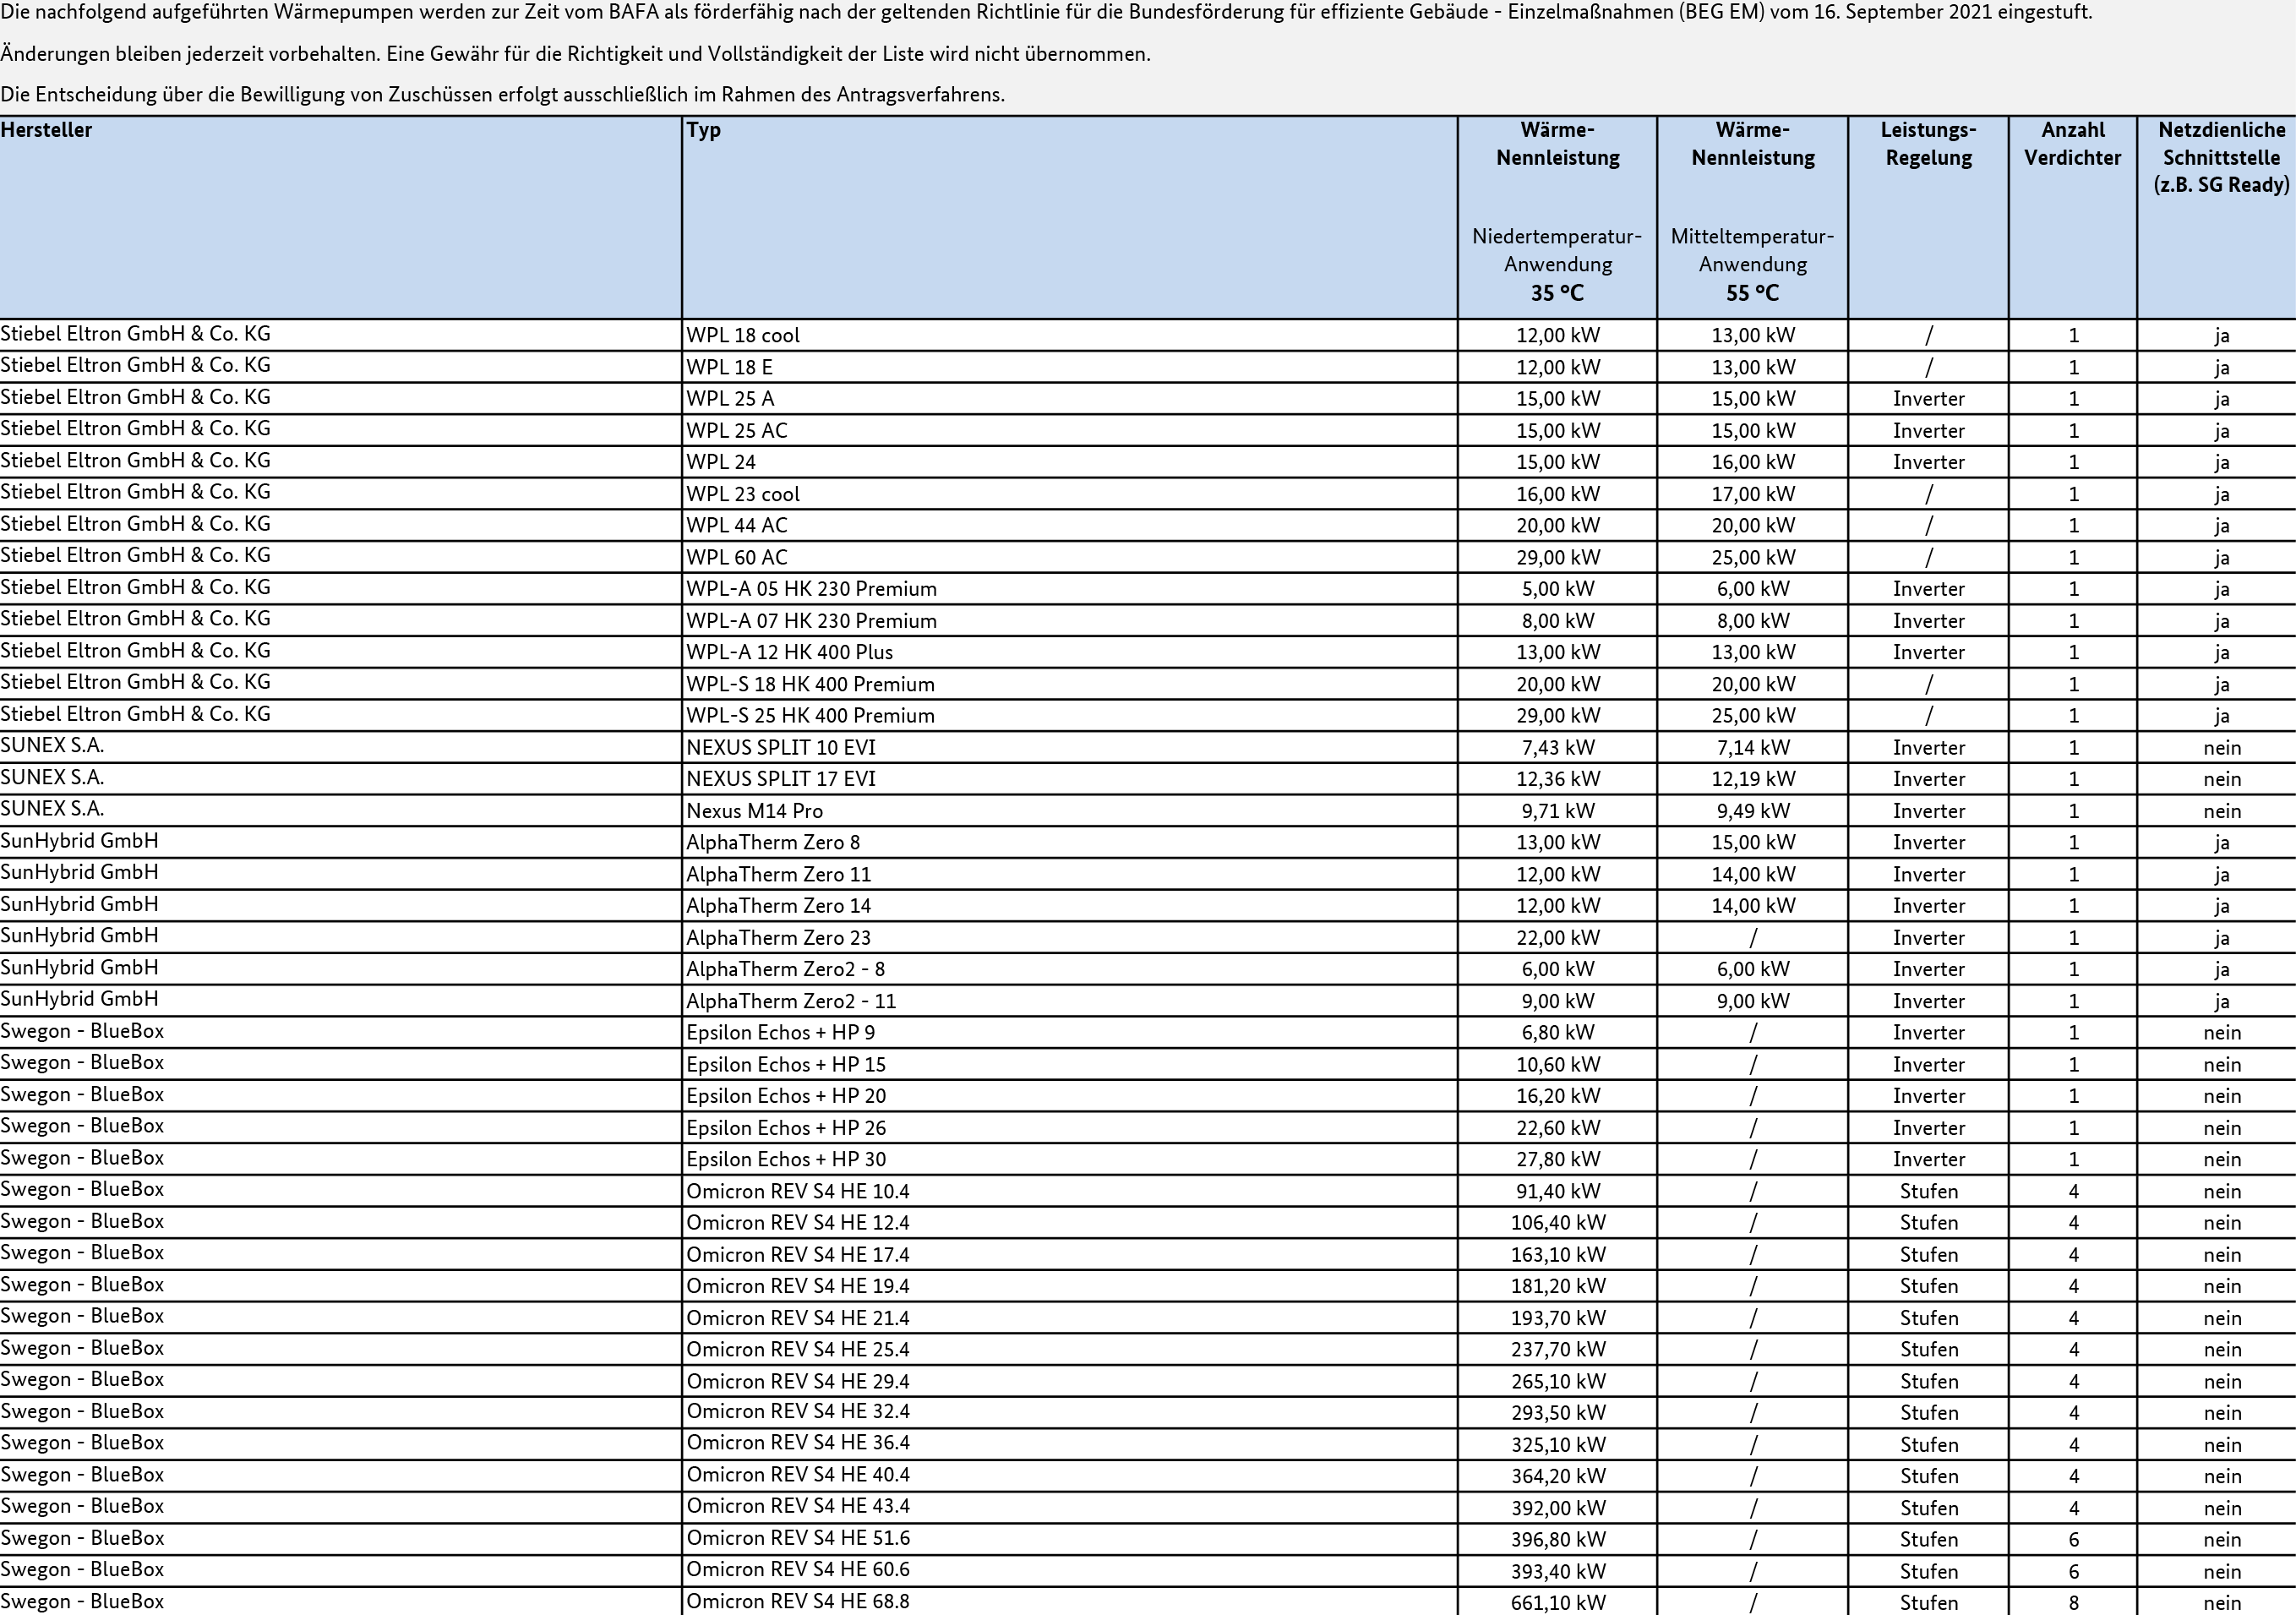 Die nachfolgend aufgeführten Wärmepumpen werden zur Zeit vom BAFA als förderfähig nach der geltenden Richtlinie für die Bundesförderung für effiziente Gebäude - Einzelmaßnahmen (BEG EM) vom 16. September 2021 eingestuft.
Änderungen bleiben jederzeit vorbehalten. Eine Gewähr für die Richtigkeit und Vollständigkeit der Liste wird nicht übernommen.
Die Entscheidung über die Bewilligung von Zuschüssen erfolgt ausschließlich im Rahmen des Antragsverfahrens.
Hersteller Typ Wärme- Wärme- Leistungs- Anzahl Netzdienliche
Nennleistung Nennleistung Regelung Verdichter Schnittstelle
(z.B. SG Ready)
Niedertemperatur- Mitteltemperatur-
Anwendung Anwendung
35 °C 55 °C
Stiebel Eltron GmbH & Co. KG WPL 18 cool 12,00 kW 13,00 kW / 1 ja
Stiebel Eltron GmbH & Co. KG WPL 18 E 12,00 kW 13,00 kW / 1 ja
Stiebel Eltron GmbH & Co. KG WPL 25 A 15,00 kW 15,00 kW Inverter 1 ja
Stiebel Eltron GmbH & Co. KG WPL 25 AC 15,00 kW 15,00 kW Inverter 1 ja
Stiebel Eltron GmbH & Co. KG WPL 24 15,00 kW 16,00 kW Inverter 1 ja
Stiebel Eltron GmbH & Co. KG WPL 23 cool 16,00 kW 17,00 kW / 1 ja
Stiebel Eltron GmbH & Co. KG WPL 44 AC 20,00 kW 20,00 kW / 1 ja
Stiebel Eltron GmbH & Co. KG WPL 60 AC 29,00 kW 25,00 kW / 1 ja
Stiebel Eltron GmbH & Co. KG WPL-A 05 HK 230 Premium 5,00 kW 6,00 kW Inverter 1 ja
Stiebel Eltron GmbH & Co. KG WPL-A 07 HK 230 Premium 8,00 kW 8,00 kW Inverter 1 ja
Stiebel Eltron GmbH & Co. KG WPL-A 12 HK 400 Plus 13,00 kW 13,00 kW Inverter 1 ja
Stiebel Eltron GmbH & Co. KG WPL-S 18 HK 400 Premium 20,00 kW 20,00 kW / 1 ja
Stiebel Eltron GmbH & Co. KG WPL-S 25 HK 400 Premium 29,00 kW 25,00 kW / 1 ja
SUNEX S.A. NEXUS SPLIT 10 EVI 7,43 kW 7,14 kW Inverter 1 nein
SUNEX S.A. NEXUS SPLIT 17 EVI 12,36 kW 12,19 kW Inverter 1 nein
SUNEX S.A. Nexus M14 Pro 9,71 kW 9,49 kW Inverter 1 nein
SunHybrid GmbH AlphaTherm Zero 8 13,00 kW 15,00 kW Inverter 1 ja
SunHybrid GmbH AlphaTherm Zero 11 12,00 kW 14,00 kW Inverter 1 ja
SunHybrid GmbH AlphaTherm Zero 14 12,00 kW 14,00 kW Inverter 1 ja
SunHybrid GmbH AlphaTherm Zero 23 22,00 kW / Inverter 1 ja
SunHybrid GmbH AlphaTherm Zero2 - 8 6,00 kW 6,00 kW Inverter 1 ja
SunHybrid GmbH AlphaTherm Zero2 - 11 9,00 kW 9,00 kW Inverter 1 ja
Swegon - BlueBox Epsilon Echos + HP 9 6,80 kW / Inverter 1 nein
Swegon - BlueBox Epsilon Echos + HP 15 10,60 kW / Inverter 1 nein
Swegon - BlueBox Epsilon Echos + HP 20 16,20 kW / Inverter 1 nein
Swegon - BlueBox Epsilon Echos + HP 26 22,60 kW / Inverter 1 nein
Swegon - BlueBox Epsilon Echos + HP 30 27,80 kW / Inverter 1 nein
Swegon - BlueBox Omicron REV S4 HE 10.4 91,40 kW / Stufen 4 nein
Swegon - BlueBox Omicron REV S4 HE 12.4 106,40 kW / Stufen 4 nein
Swegon - BlueBox Omicron REV S4 HE 17.4 163,10 kW / Stufen 4 nein
Swegon - BlueBox Omicron REV S4 HE 19.4 181,20 kW / Stufen 4 nein
Swegon - BlueBox Omicron REV S4 HE 21.4 193,70 kW / Stufen 4 nein
Swegon - BlueBox Omicron REV S4 HE 25.4 237,70 kW / Stufen 4 nein
Swegon - BlueBox Omicron REV S4 HE 29.4 265,10 kW / Stufen 4 nein
Swegon - BlueBox Omicron REV S4 HE 32.4 293,50 kW / Stufen 4 nein
Swegon - BlueBox Omicron REV S4 HE 36.4 325,10 kW / Stufen 4 nein
Swegon - BlueBox Omicron REV S4 HE 40.4 364,20 kW / Stufen 4 nein
Swegon - BlueBox Omicron REV S4 HE 43.4 392,00 kW / Stufen 4 nein
Swegon - BlueBox Omicron REV S4 HE 51.6 396,80 kW / Stufen 6 nein
Swegon - BlueBox Omicron REV S4 HE 60.6 393,40 kW / Stufen 6 nein
Swegon - BlueBox Omicron REV S4 HE 68.8 661,10 kW / Stufen 8 nein